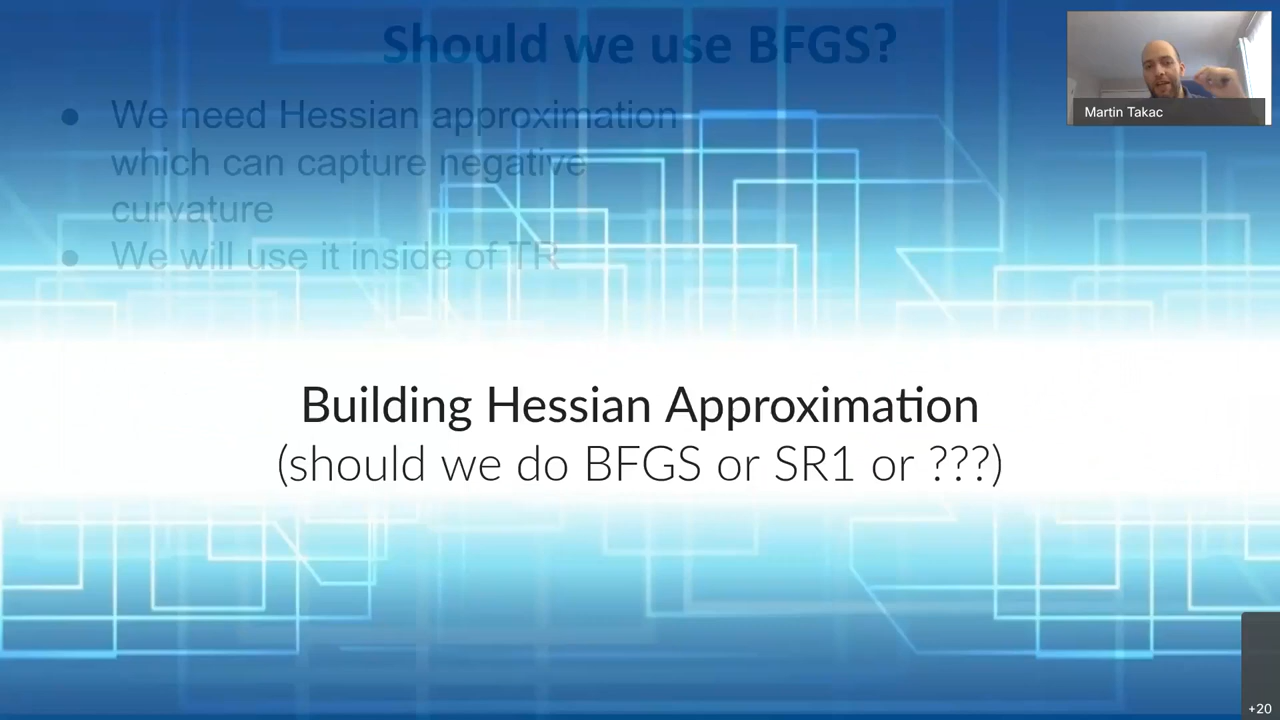 Should we use BFGS?
Martin Takac
● We need Hessian approximation
which can capture negative
curvature
● We will use it inside of TR
Building Hessian Approximation
(should we do BFGS or SR1 or ???)
+20